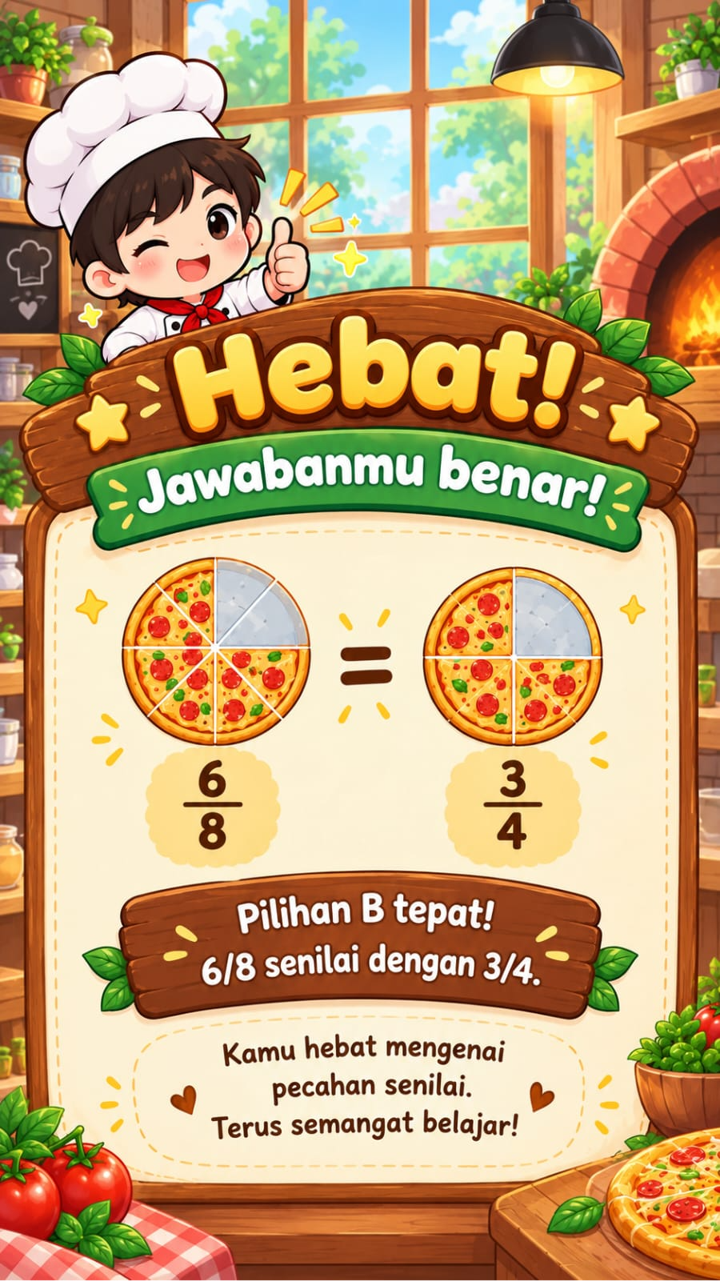 Hebat!
Jawabanmu benar!
=
6
8
3
4
Pilihan B tepat!
6/8 senilai dengan 3/4.
Kamu hebat mengenai
pecahan senilai.
Terus semangat belajar!